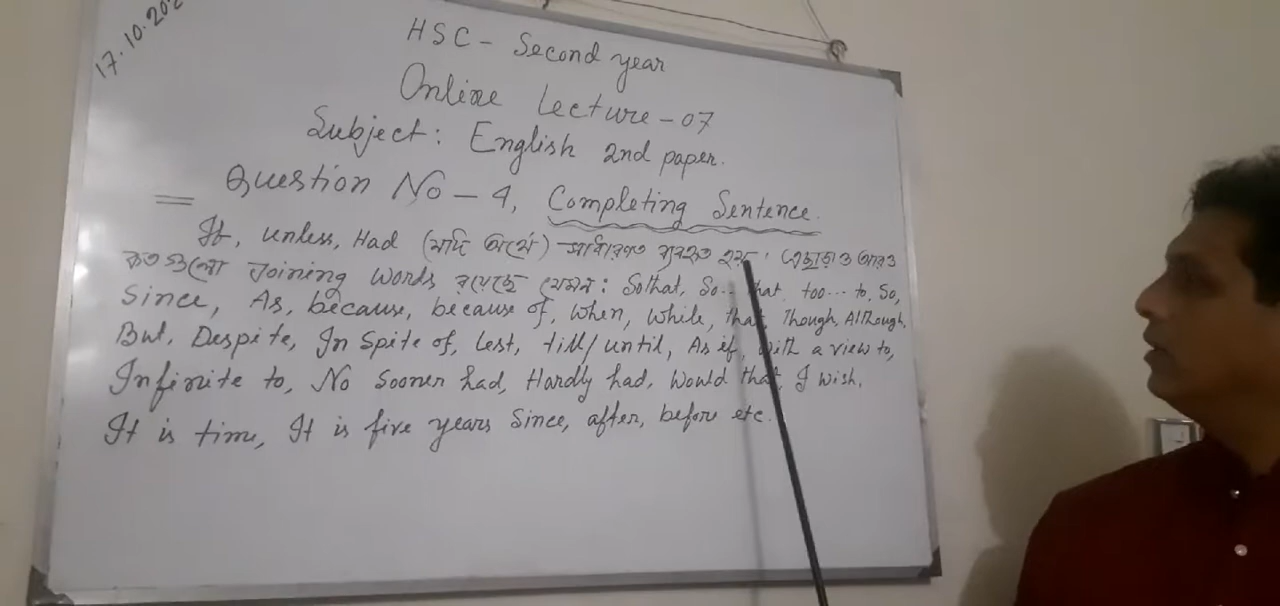 17.10.202
HSC - Second year
Online Lecture - 07
Subject: English 2nd paper.
= Question No - 4, Completing Sentence.
If, unless, Had (যদি অর্থে) সাধারণত ব্যবহৃত হয়। এছাড়াও আরও
কতগুলো Joining words রয়েছে যেমন: So that, So... that, too... to, So,
Since, As, because, because of, When, While, that, Though, Although,
But, Despite, In Spite of, Lest, till/until, As if, With a view to,
Infinite to, No Sooner had, Hardly had, Would that, I wish,
It is time, It is five years Since, after, before etc.